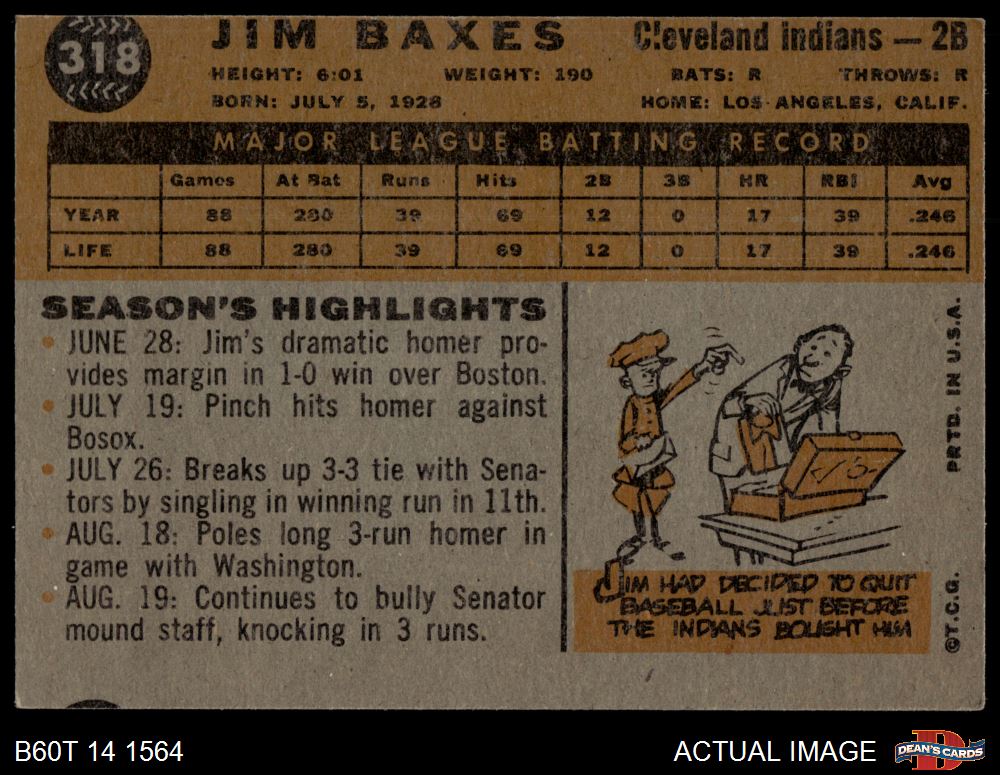 318
JIM BAXES
Cleveland Indians — 2B
HEIGHT: 6:01 WEIGHT: 190 BATS: R THROWS: R
BORN: JULY 5, 1928 HOME: LOS ANGELES, CALIF.
MAJOR LEAGUE BATTING RECORD
Games At Bat Runs Hits 2B 3B HR RBI Avg
YEAR 88 280 39 69 12 0 17 39 .246
LIFE 88 280 39 69 12 0 17 39 .246
SEASON'S HIGHLIGHTS
• JUNE 28: Jim's dramatic homer pro-
vides margin in 1-0 win over Boston.
• JULY 19: Pinch hits homer against
Bosox.
• JULY 26: Breaks up 3-3 tie with Sena-
tors by singling in winning run in 11th.
• AUG. 18: Poles long 3-run homer in
game with Washington.
• AUG. 19: Continues to bully Senator
mound staff, knocking in 3 runs.
JIM HAD DECIDED TO QUIT
BASEBALL JUST BEFORE
THE INDIANS BOUGHT HIM
©T.C.G. PRTD. IN U.S.A.
B60T 14 1564
ACTUAL IMAGE
D
DEAN'S CARDS